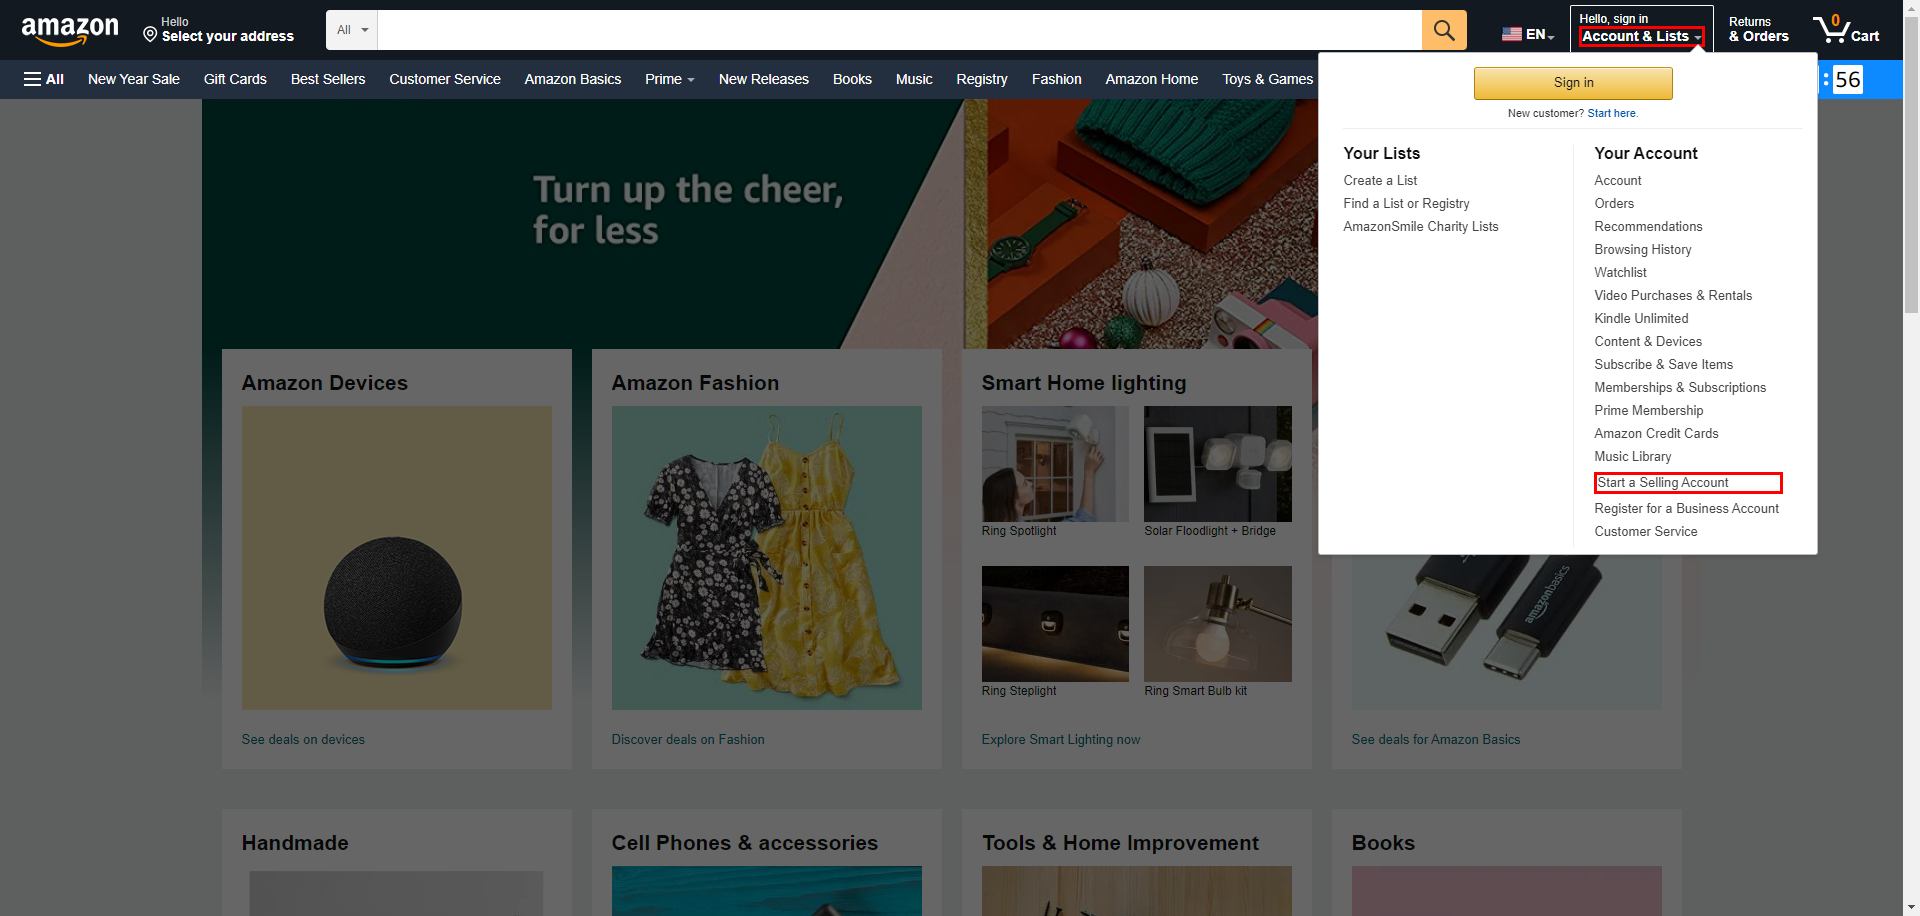 amazon
Hello
Select your address
All
EN
Hello, sign in
Account & Lists
Returns
& Orders
0
Cart
All
New Year Sale
Gift Cards
Best Sellers
Customer Service
Amazon Basics
Prime
New Releases
Books
Music
Registry
Fashion
Amazon Home
Toys & Games
: 56
Sign in
New customer? Start here.
Your Lists
Create a List
Find a List or Registry
AmazonSmile Charity Lists
Your Account
Account
Orders
Recommendations
Browsing History
Watchlist
Video Purchases & Rentals
Kindle Unlimited
Content & Devices
Subscribe & Save Items
Memberships & Subscriptions
Prime Membership
Amazon Credit Cards
Music Library
Start a Selling Account
Register for a Business Account
Customer Service
Turn up the cheer,
for less
Amazon Devices
See deals on devices
Amazon Fashion
Discover deals on Fashion
Smart Home lighting
Ring Spotlight
Solar Floodlight + Bridge
Ring Steplight
Ring Smart Bulb kit
Explore Smart Lighting now
amazonbasics
See deals for Amazon Basics
Handmade
Cell Phones & accessories
Tools & Home Improvement
Books